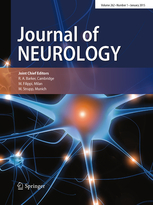 Volume 262 · Number 1 · January 2015
Journal of
NEUROLOGY
Joint Chief Editors
R. A. Barker, Cambridge
M. Filippi, Milan
M. Strupp, Munich
Springer